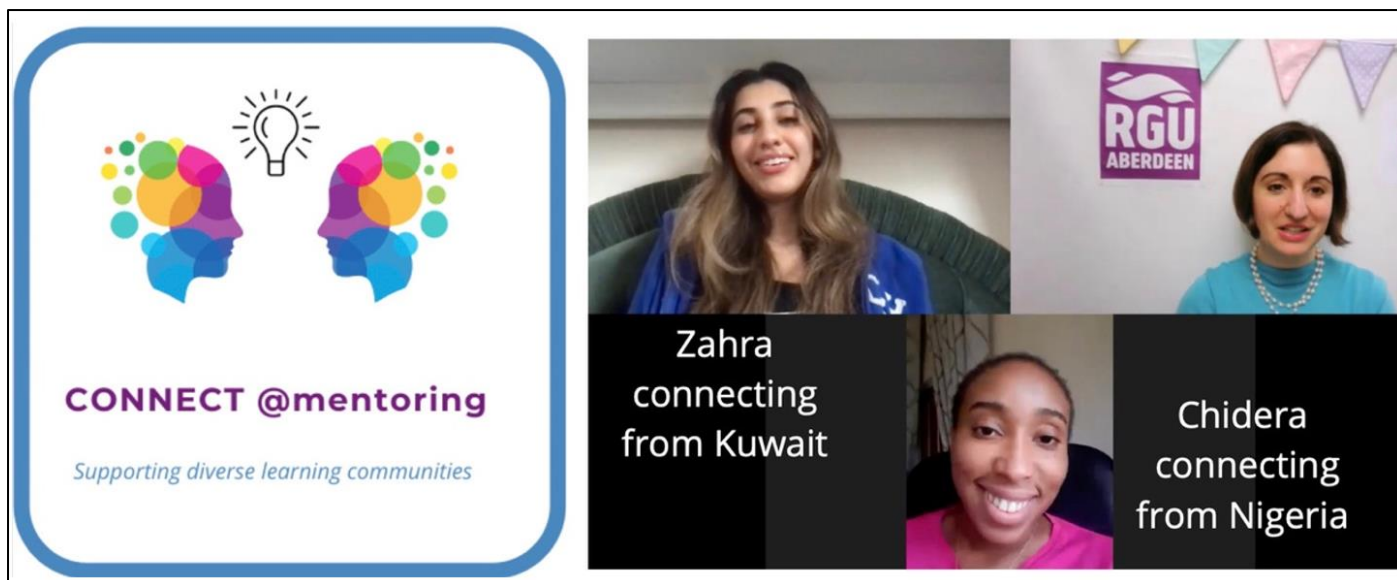 CONNECT @mentoring
Supporting diverse learning communities
RGU
ABERDEEN
Zahra
connecting
from Kuwait
Chidera
connecting
from Nigeria